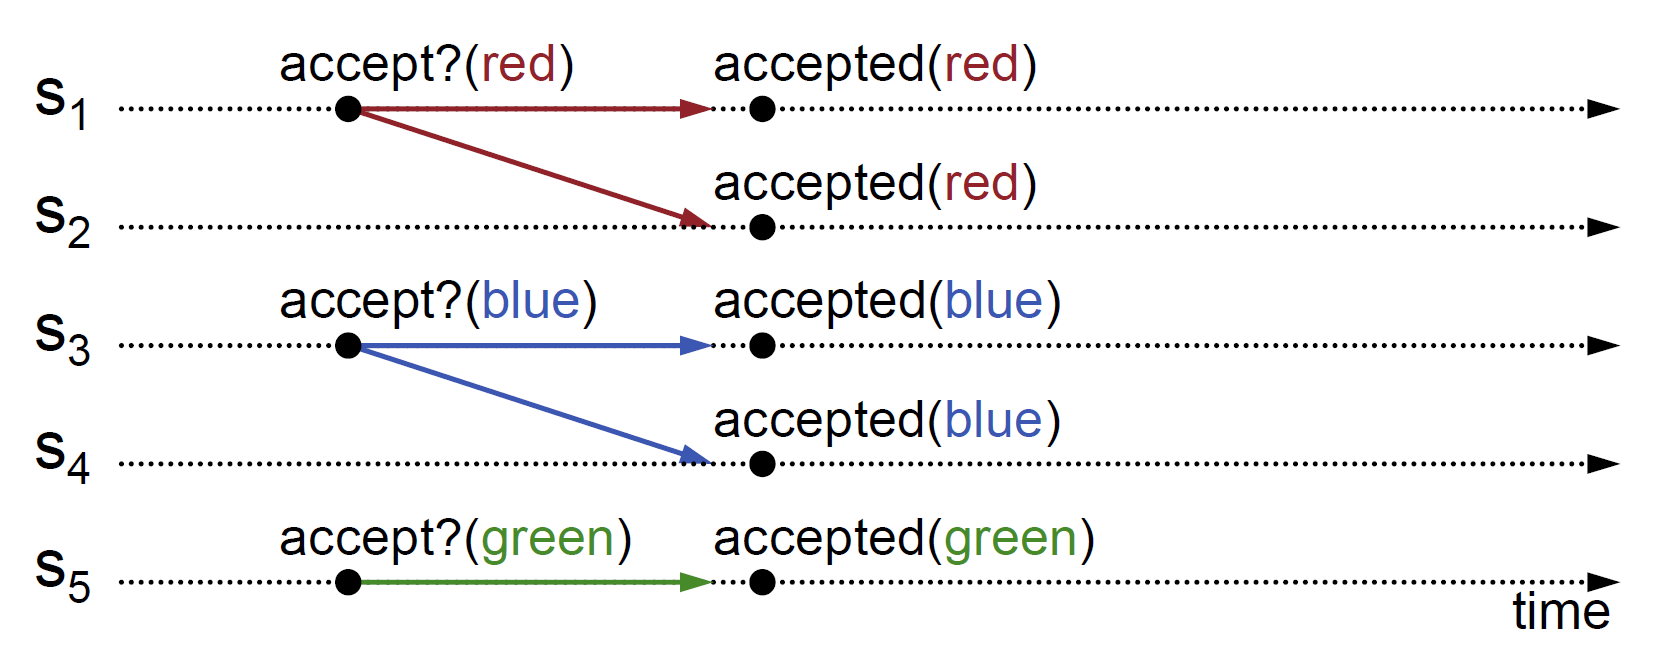 accept?(red) accepted(red)
S1
accepted(red)
S2
accept?(blue) accepted(blue)
S3
accepted(blue)
S4
accept?(green) accepted(green)
S5
time